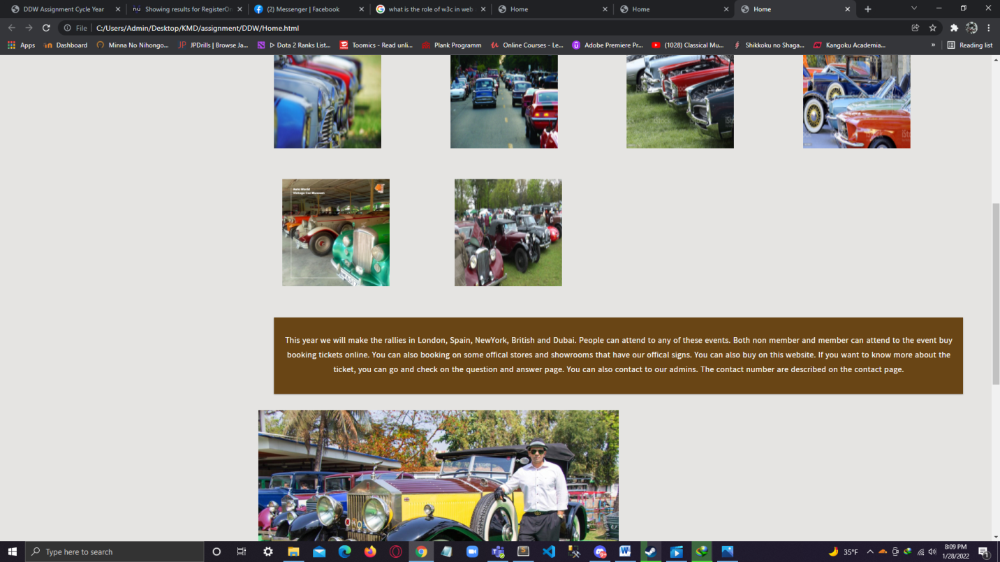 DDW Assignment Cycle Year
Showing results for RegisterOn
(2) Messenger | Facebook
what is the role of w3c in web
Home
Home
Home
File
C:/Users/Admin/Desktop/KMD/assignment/DDW/Home.html
Apps
Dashboard
Minna No Nihongo...
JPDrills | Browse Ja...
ᐅ Dota 2 Ranks List...
Toomics - Read unli...
Plank Programm
Online Courses - Le...
Adobe Premiere Pr...
(1028) Classical Mu...
Shikkoku no Shaga...
Kangoku Academia...
»
Reading list
iStock
Auto World
Vintage Car Museum
This year we will make the rallies in London, Spain, NewYork, British and Dubai. People can attend to any of these events. Both non member and member can attend to the event buy
booking tickets online. You can also booking on some offical stores and showrooms that have our offical signs. You can also buy on this website. If you want to know more about the
ticket, you can go and check on the question and answer page. You can also contact to our admins. The contact number are described on the contact page.
Type here to search
35°F
8:09 PM
1/28/2022